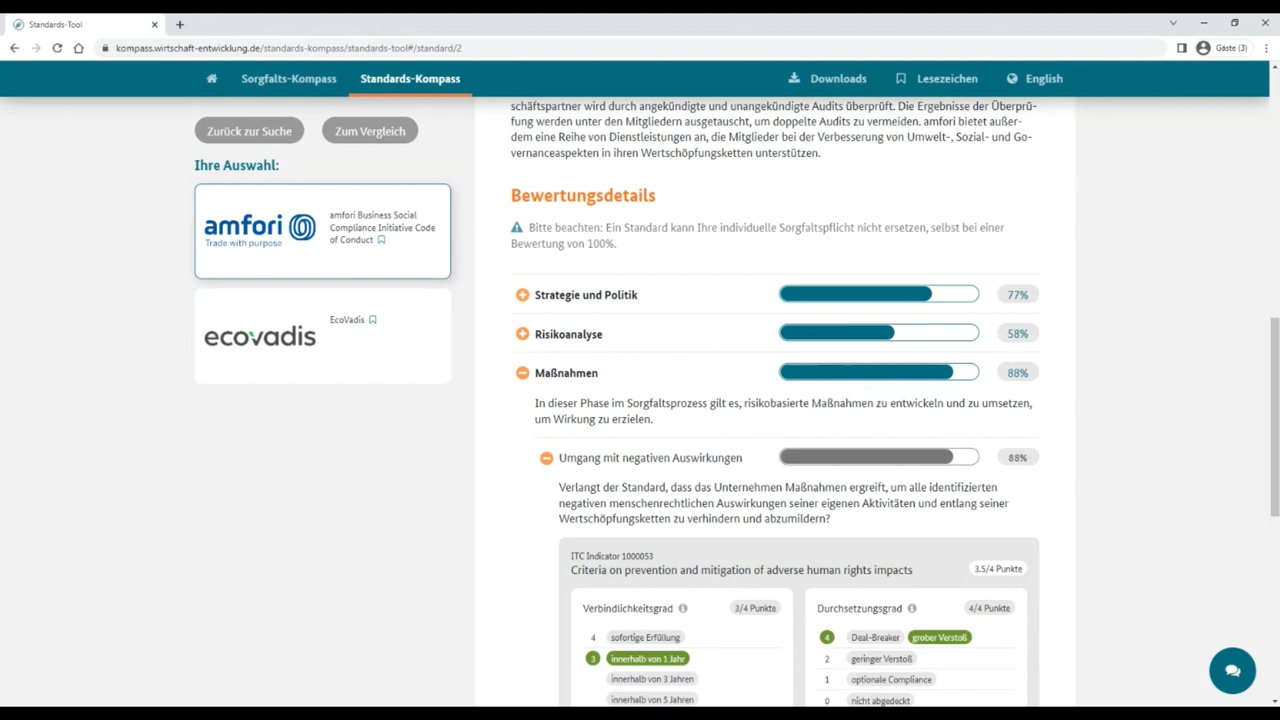 Standards-Tool
Gäste (3)
kompass.wirtschaft-entwicklung.de/standards-kompass/standards-tool#/standard/2
Sorgfalts-Kompass
Standards-Kompass
Downloads
Lesezeichen
English
Zurück zur Suche
Zum Vergleich
Ihre Auswahl:
amfori
Trade with purpose
amfori Business Social
Compliance Initiative Code
of Conduct
ecovadis
EcoVadis
schäftspartner wird durch angekündigte und unangekündigte Audits überprüft. Die Ergebnisse der Überprü-
fung werden unter den Mitgliedern ausgetauscht, um doppelte Audits zu vermeiden. amfori bietet außer-
dem eine Reihe von Dienstleistungen an, die Mitglieder bei der Verbesserung von Umwelt-, Sozial- und Go-
vernanceaspekten in ihren Wertschöpfungsketten unterstützen.
Bewertungsdetails
Bitte beachten: Ein Standard kann Ihre individuelle Sorgfaltspflicht nicht ersetzen, selbst bei einer
Bewertung von 100%.
Strategie und Politik 77%
Risikoanalyse 58%
Maßnahmen 88%
In dieser Phase im Sorgfaltsprozess gilt es, risikobasierte Maßnahmen zu entwickeln und zu umsetzen,
um Wirkung zu erzielen.
Umgang mit negativen Auswirkungen 88%
Verlangt der Standard, dass das Unternehmen Maßnahmen ergreift, um alle identifizierten
negativen menschenrechtlichen Auswirkungen seiner eigenen Aktivitäten und entlang seiner
Wertschöpfungsketten zu verhindern und abzumildern?
ITC Indicator 1000053
Criteria on prevention and mitigation of adverse human rights impacts
3.5/4 Punkte
Verbindlichkeitsgrad 3/4 Punkte
4 sofortige Erfüllung
3 innerhalb von 1 Jahr
innerhalb von 3 Jahren
innerhalb von 5 Jahren
Durchsetzungsgrad 4/4 Punkte
4 Deal-Breaker grober Verstoß
2 geringer Verstoß
1 optionale Compliance
0 nicht abgedeckt